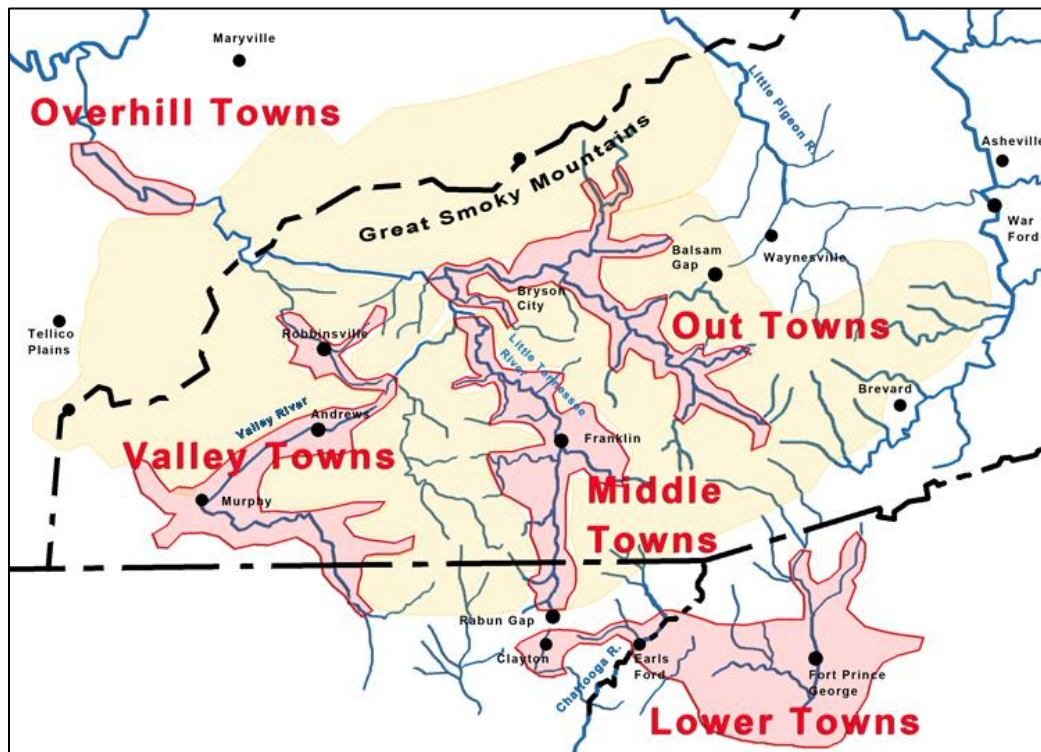 Maryville
Overhill Towns
Little Pigeon R.
Asheville
Great Smoky Mountains
War
Ford
Balsam
Gap
Waynesville
Bryson
City
Tellico
Plains
Robbinsville
Out Towns
Little Tennessee
River
Brevard
Valley River
Andrews
Valley Towns
Franklin
Murphy
Middle
Towns
Rabun Gap
Clayton
Chattooga R.
Earls
Ford
Fort Prince
George
Lower Towns